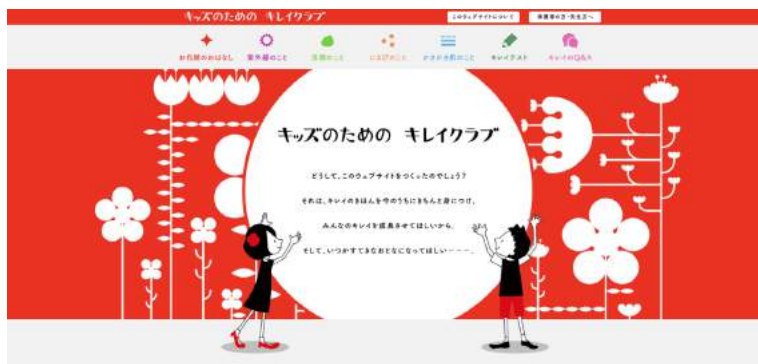 キッズのための キレイクラブ
このウェブサイトについて
保護者の方・先生方へ
お化粧のおはなし
紫外線のこと
洗顔のこと
にきびのこと
かさかさ肌のこと
キレイテスト
キレイのQ&A
キッズのための キレイクラブ
どうして、このウェブサイトをつくったのでしょう?
それは、キレイのきほんを今のうちにきちんと身につけ、
みんなのキレイを成長させてほしいから。
そして、いつかすてきなおとなになってほしい———。